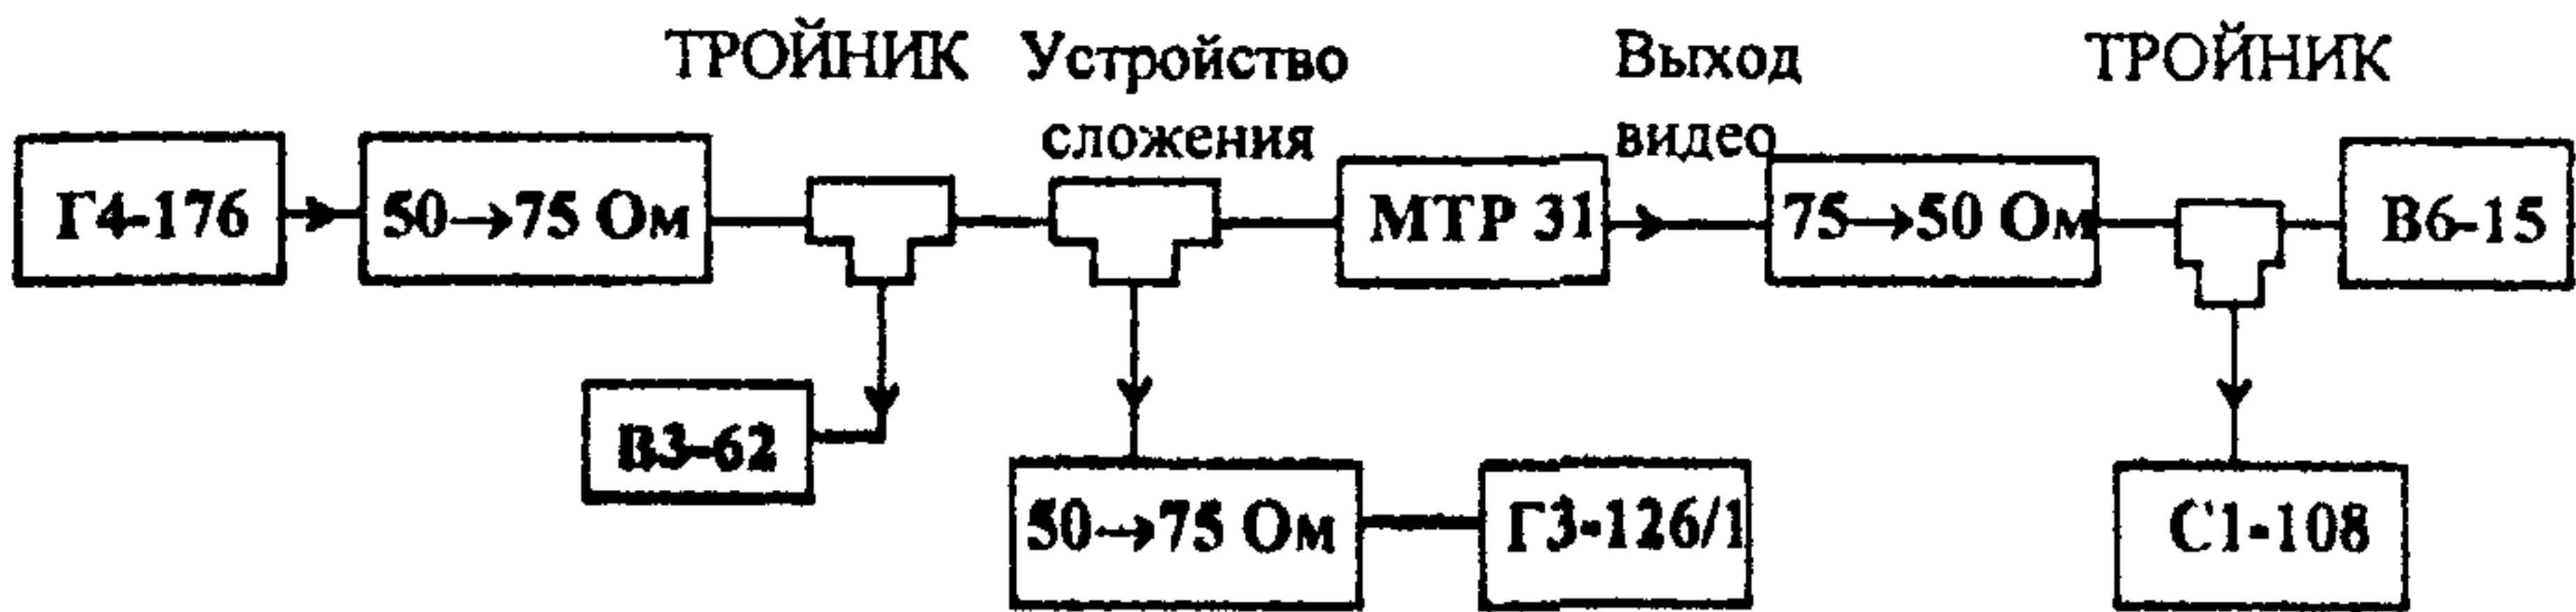 ТРОЙНИК
Устройство
сложения
Выход
видео
ТРОЙНИК
Г4-176
50→75 Ом
МТР 31
75→50 Ом
В6-15
В3-62
50→75 Ом
Г3-126/1
С1-108